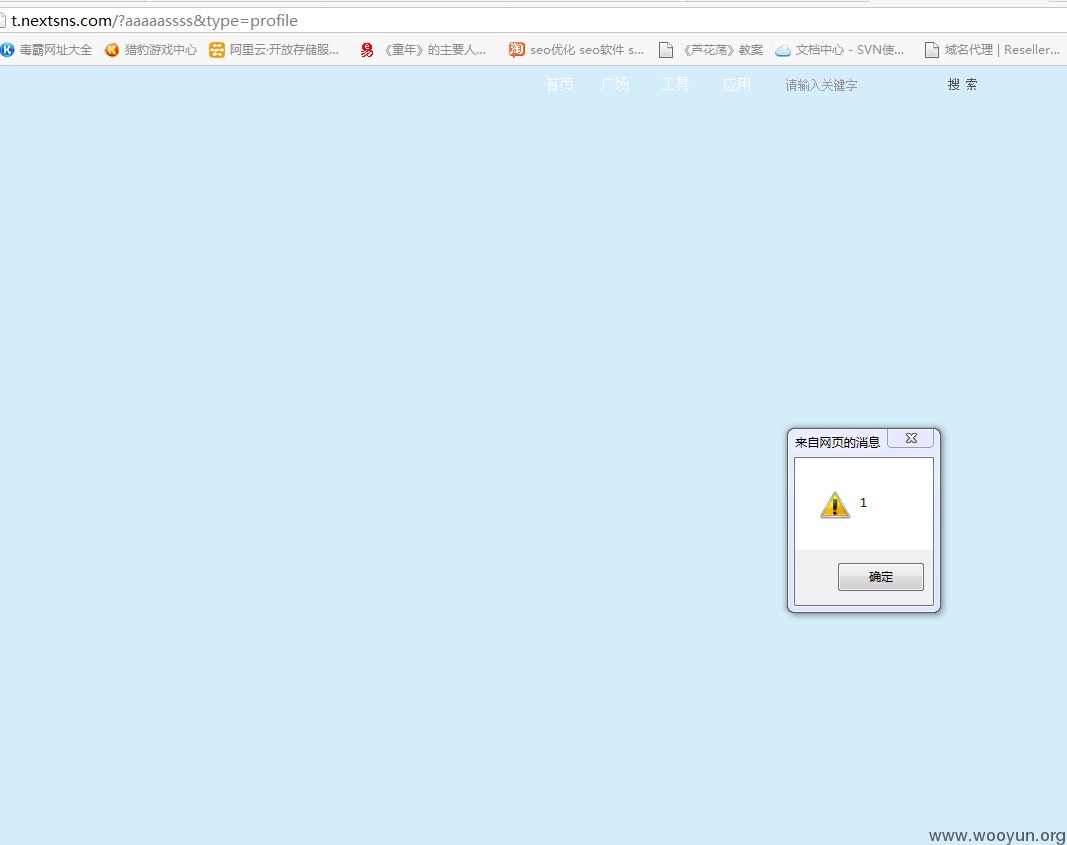 t.nextsns.com/?aaaaassss&type=profile
毒霸网址大全 猎豹游戏中心 阿里云-开放存储服... 《童年》的主要人... seo优化 seo软件 s... 《芦花荡》教案 文档中心 - SVN使... 域名代理 | Reseller...
首页 广场 工具 应用 请输入关键字 搜 索
来自网页的消息
1
确定
www.wooyun.org